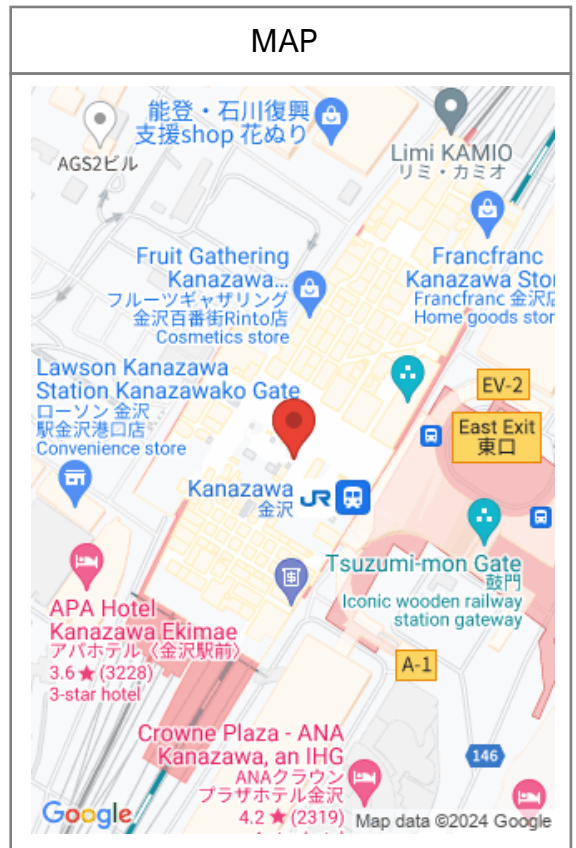 MAP
能登・石川復興
支援shop 花ぬり
AGS2ビル
Limi KAMIO
リミ・カミオ
Fruit Gathering
Kanazawa...
フルーツギャザリング
金沢百番街Rinto店
Cosmetics store
Francfranc
Kanazawa Stor
Francfranc 金沢店
Home goods stor
Lawson Kanazawa
Station Kanazawako Gate
ローソン 金沢
駅金沢港口店
Convenience store
EV-2
East Exit
東口
Kanazawa
金沢
JR
Tsuzumi-mon Gate
鼓門
Iconic wooden railway
station gateway
APA Hotel
Kanazawa Ekimae
アパホテル〈金沢駅前〉
3.6★(3228)
3-star hotel
A-1
Crowne Plaza - ANA
Kanazawa, an IHG
ANAクラウン
プラザホテル金沢
4.2★(2319)
146
Google
Map data ©2024 Google